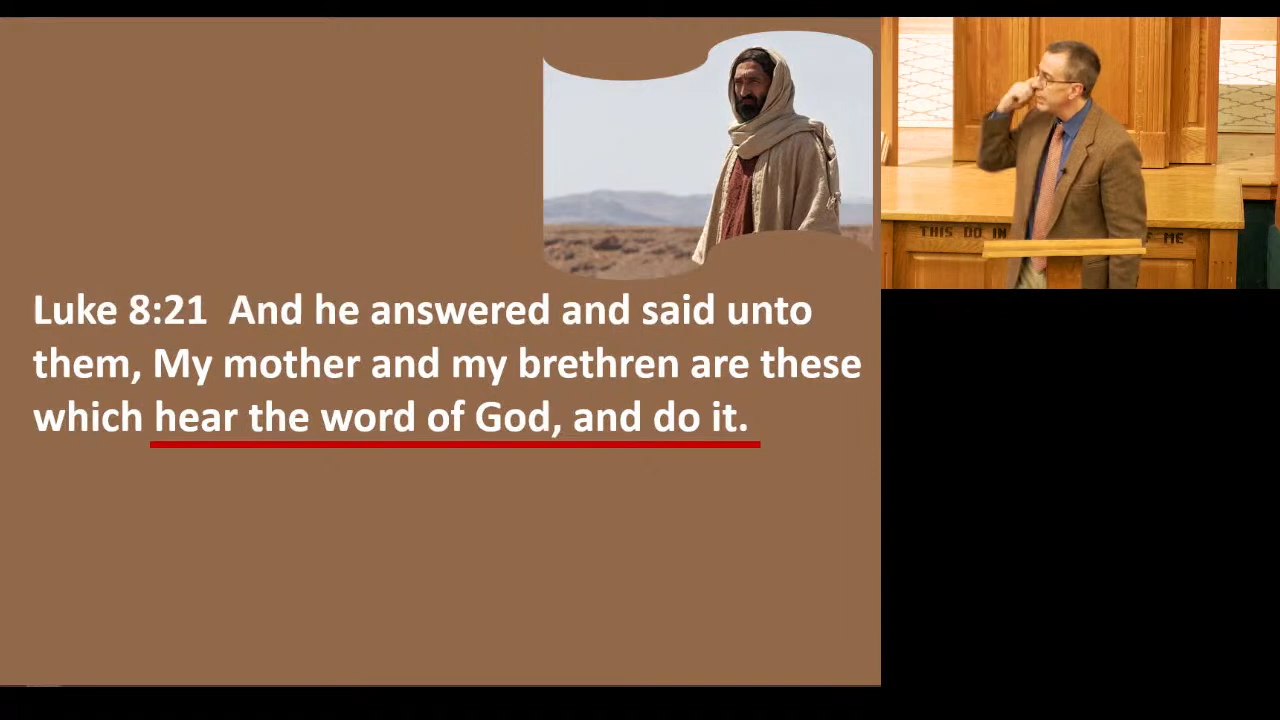 Luke 8:21 And he answered and said unto
them, My mother and my brethren are these
which hear the word of God, and do it.
THIS DO IN
ME